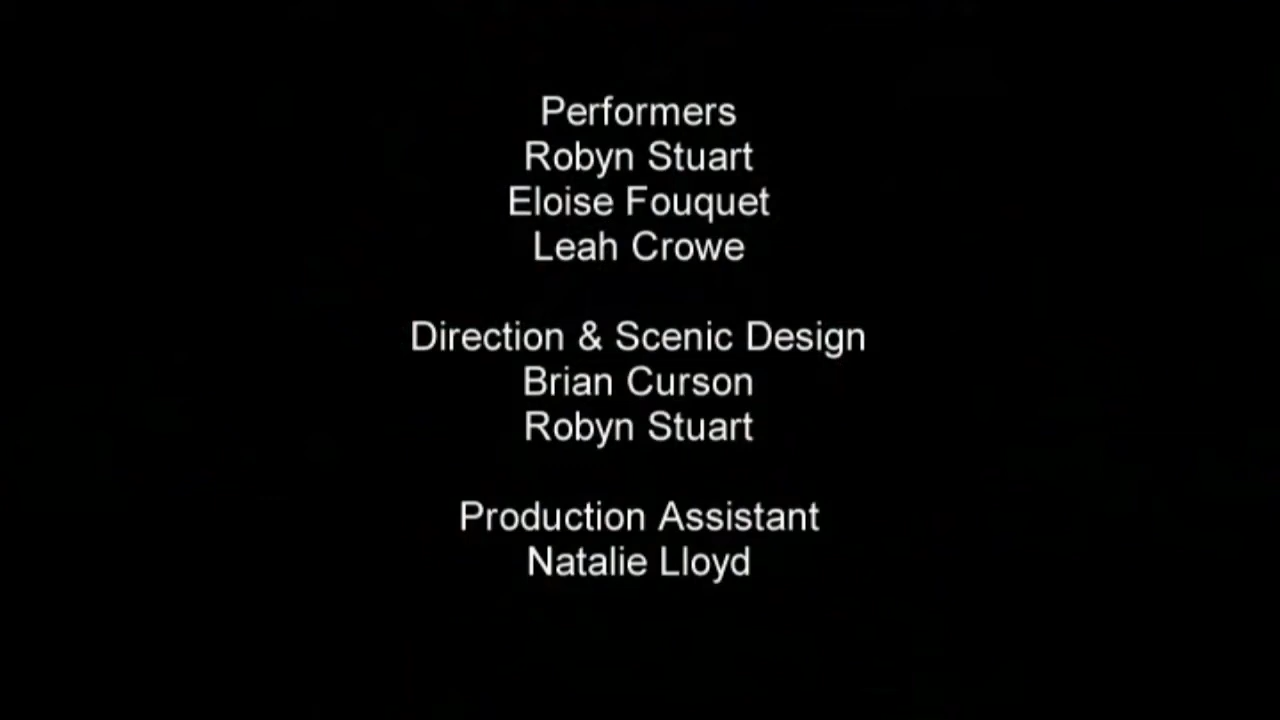 Performers
Robyn Stuart
Eloise Fouquet
Leah Crowe
Direction & Scenic Design
Brian Curson
Robyn Stuart
Production Assistant
Natalie Lloyd